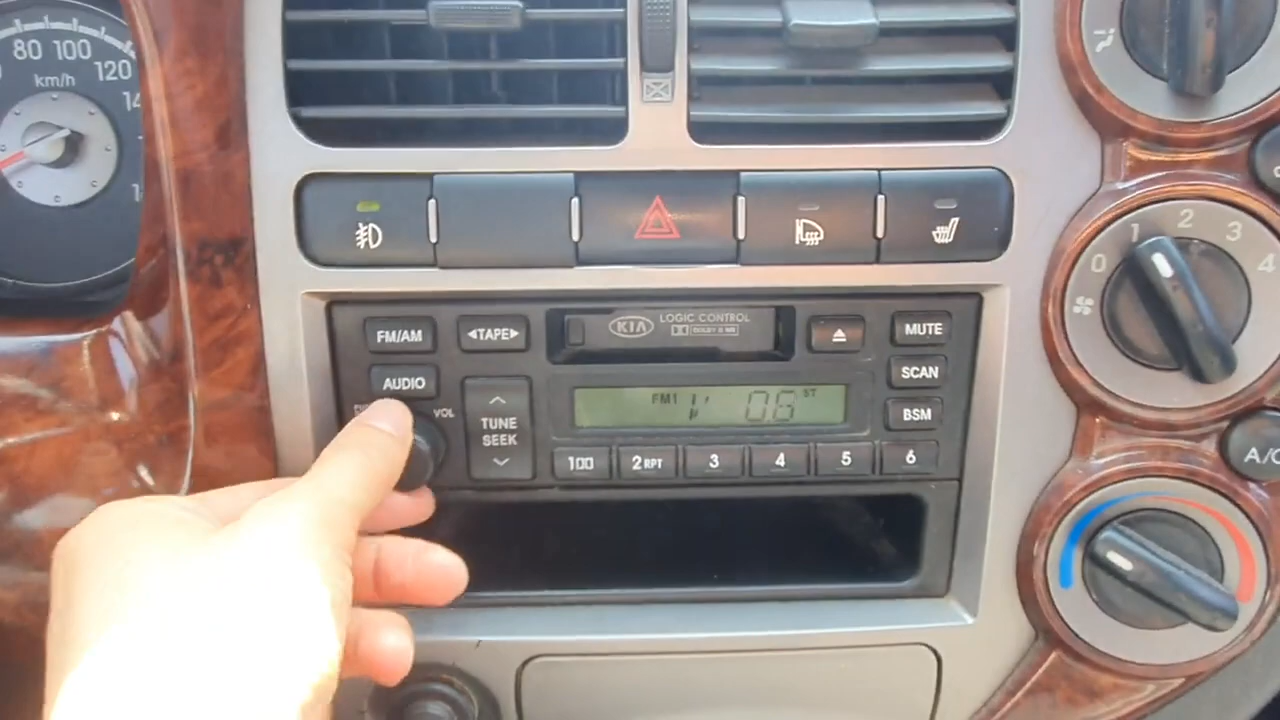 80 100
120
km/h
1 2 3
0 4
KIA LOGIC CONTROL
FM/AM ◀TAPE▶ MUTE
AUDIO SCAN
FM1 V 08 ST
VOL TUNE SEEK BSM
100 2 RPT 3 4 5 6
A/C